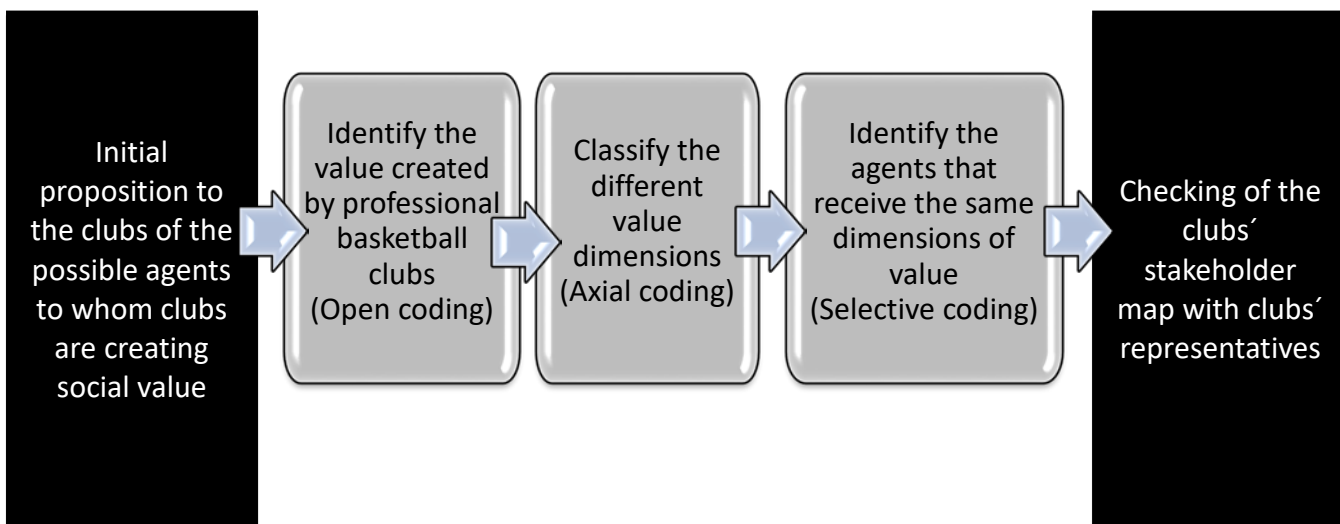 Initial
proposition to
the clubs of the
possible agents
to whom clubs
are creating
social value
Identify the
value created
by professional
basketball
clubs
(Open coding)
Classify the
different
value
dimensions
(Axial coding)
Identify the
agents that
receive the same
dimensions of
value
(Selective coding)
Checking of the
clubs´
stakeholder
map with clubs´
representatives